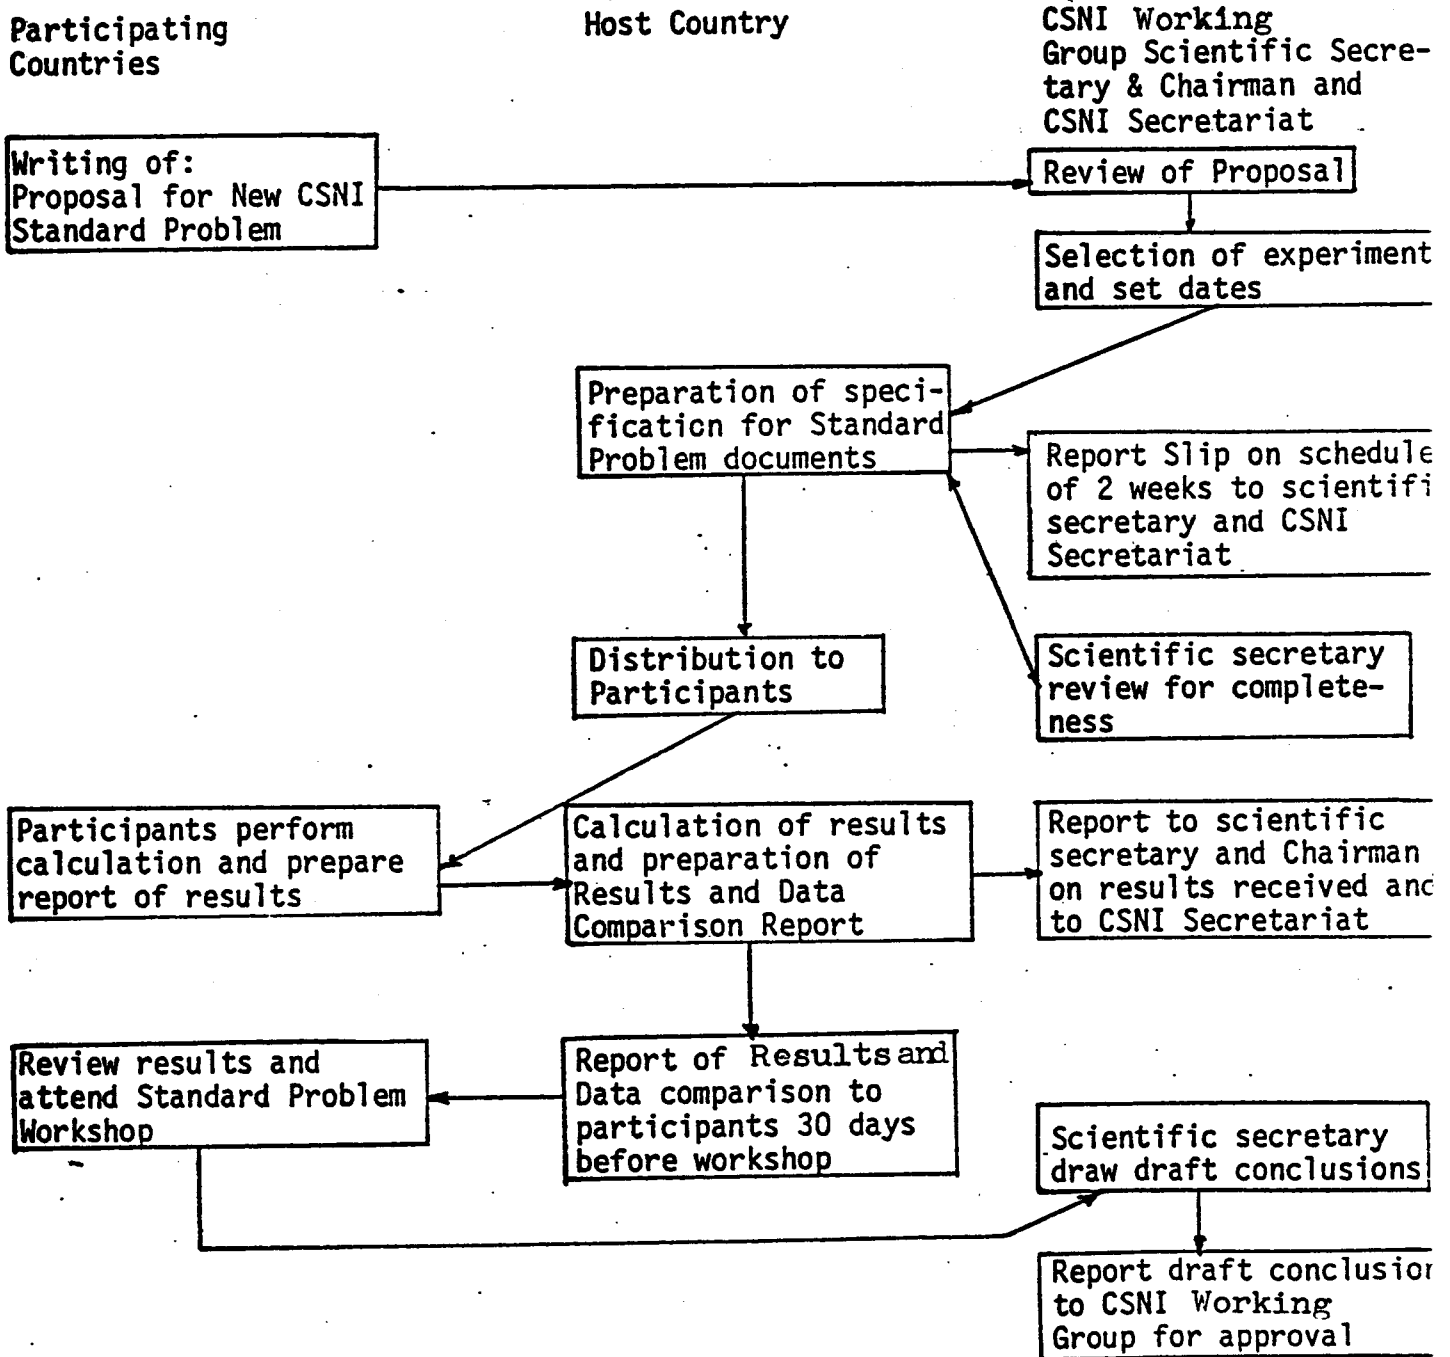 Participating
Countries
Host Country
CSNI Working
Group Scientific Secre-
tary & Chairman and
CSNI Secretariat
Writing of:
Proposal for New CSNI
Standard Problem
Review of Proposal
Selection of experiment
and set dates
Preparation of speci-
fication for Standard
Problem documents
Report Slip on schedule
of 2 weeks to scientifi
secretary and CSNI
Secretariat
Distribution to
Participants
Scientific secretary
review for complete-
ness
Participants perform
calculation and prepare
report of results
Calculation of results
and preparation of
Results and Data
Comparison Report
Report to scientific
secretary and Chairman
on results received and
to CSNI Secretariat
Review results and
attend Standard Problem
Workshop
Report of Results and
Data comparison to
participants 30 days
before workshop
Scientific secretary
draw draft conclusions
Report draft conclusion
to CSNI Working
Group for approval